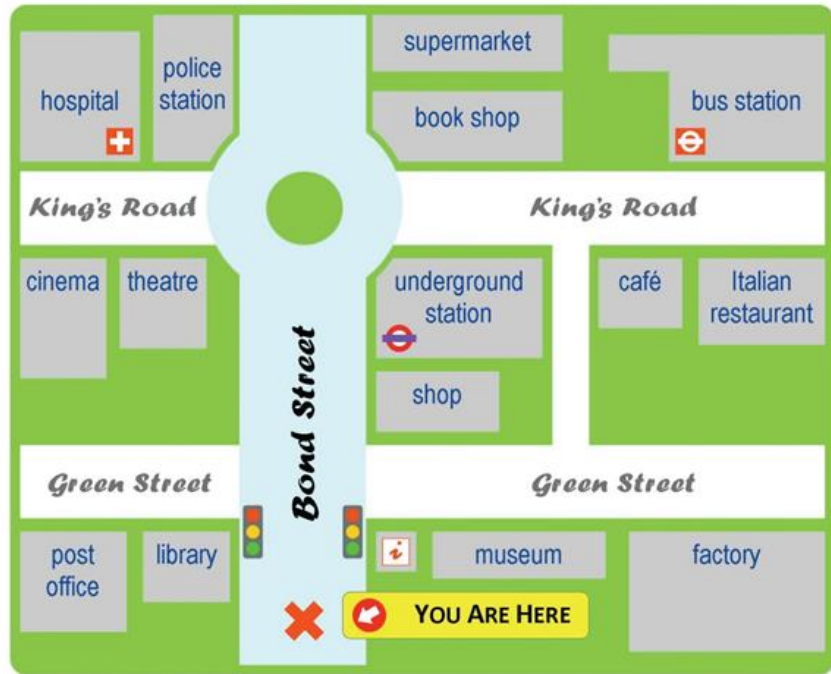 hospital
police
station
supermarket
book shop
bus station
King's Road
King's Road
cinema
theatre
underground
station
café
Italian
restaurant
shop
Bond Street
Green Street
Green Street
post
office
library
i
museum
factory
YOU ARE HERE